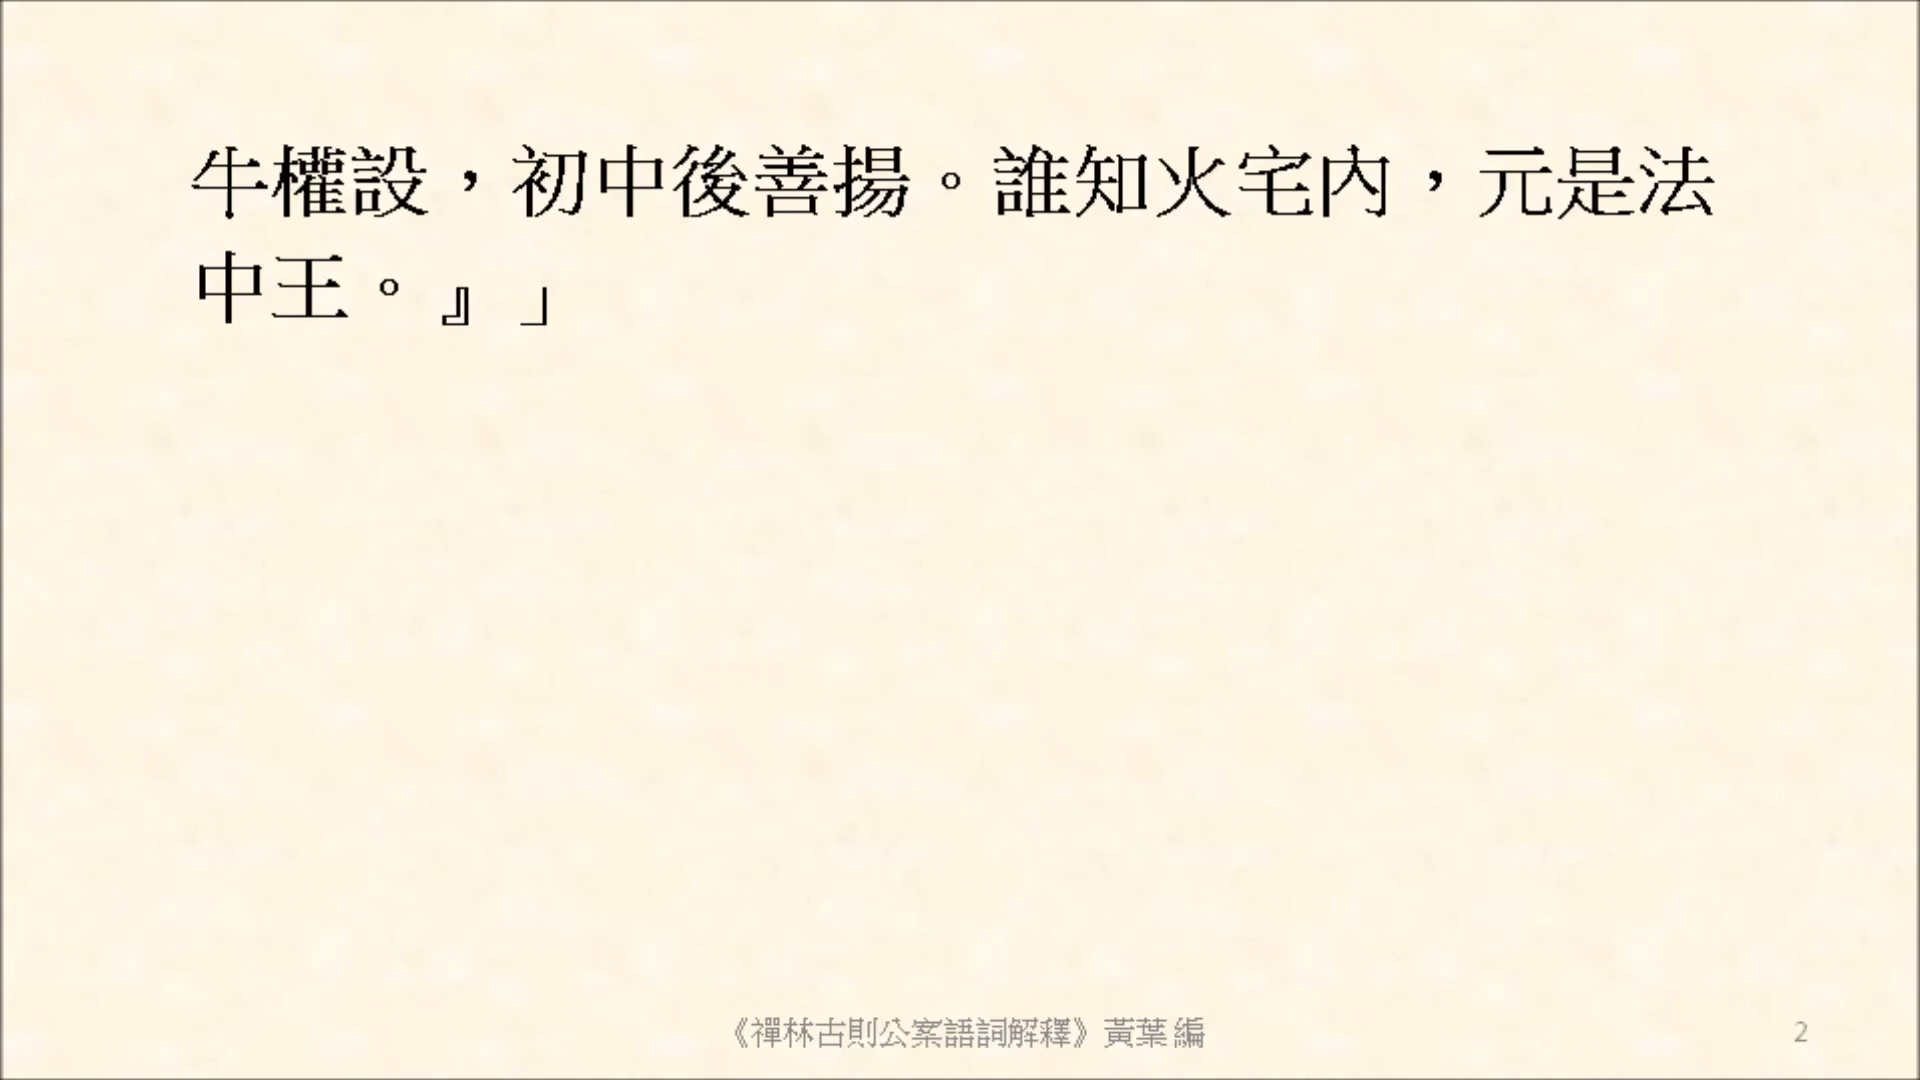 牛權設，初中後善揚。誰知火宅內，元是法
中王。』」
《禪林古則公案語詞解釋》黃葉 編
2